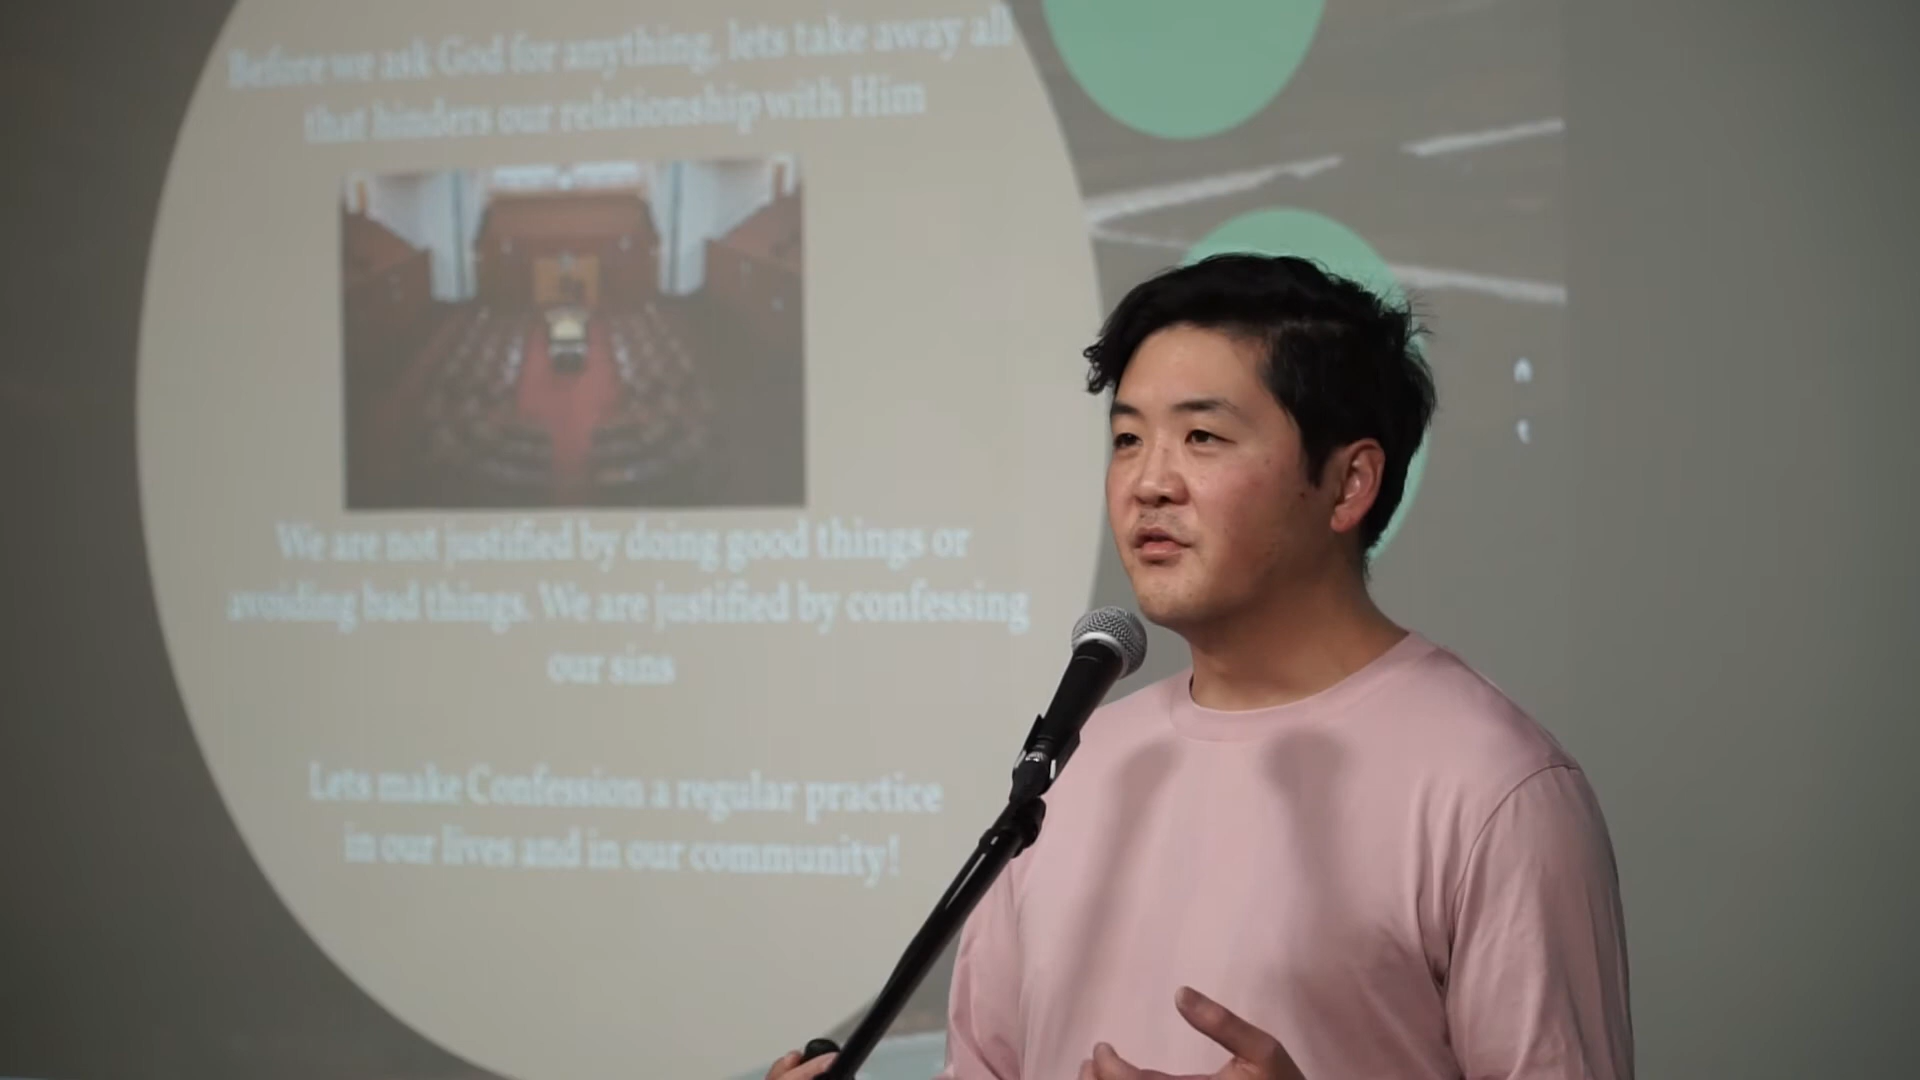 Before we ask God for anything, lets take away all
that hinders our relationship with Him
We are not justified by doing good things or
avoiding bad things. We are justified by confessing
our sins
Lets make Confession a regular practice
in our lives and in our community!